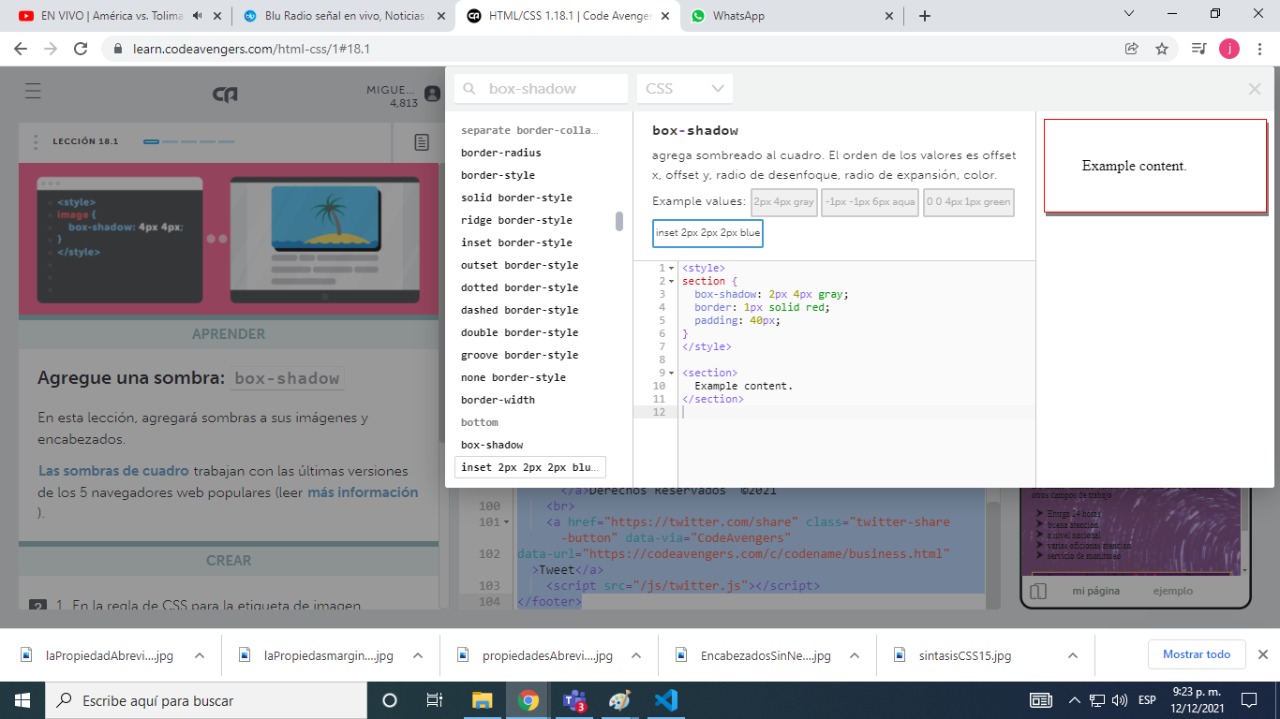 EN VIVO | América vs. Tolima
Blu Radio señal en vivo, Noticias
HTML/CSS 1.18.1 | Code Avenge
WhatsApp
learn.codeavengers.com/html-css/1#18.1
j
MIGUE...
4,813
LECCIÓN 18.1
<style>
image {
box-shadow: 4px 4px;
}
</style>
APRENDER
Agregue una sombra: box-shadow
En esta lección, agregará sombras a sus imágenes y
encabezados.
Las sombras de cuadro trabajan con las últimas versiones
de los 5 navegadores web populares (leer más información
).
CREAR
1. En la regla de CSS para la etiqueta de imagen
box-shadow
CSS
separate border-colla...
border-radius
border-style
solid border-style
ridge border-style
inset border-style
outset border-style
dotted border-style
dashed border-style
double border-style
groove border-style
none border-style
border-width
bottom
box-shadow
inset 2px 2px 2px blu...
box-shadow
agrega sombreado al cuadro. El orden de los valores es offset
x, offset y, radio de desenfoque, radio de expansión, color.
Example values: 2px 4px gray -1px -1px 6px aqua 0 0 4px 1px green
inset 2px 2px 2px blue
1 <style>
2 section {
3 box-shadow: 2px 4px gray;
4 border: 1px solid red;
5 padding: 40px;
6 }
7 </style>
8
9 <section>
10 Example content.
11 </section>
12
Example content.
</a>Derechos Reservados ©2021
100 <br>
101 <a href="https://twitter.com/share" class="twitter-share
-button" data-via="CodeAvengers"
102 data-url="https://codeavengers.com/c/codename/business.html"
>Tweet</a>
103 <script src="/js/twitter.js"></script>
104 </footer>
otros campos de trabajo
Entrga 24 horas
buena atencion
a nivel nacional
varias oficionas
servicio de monitoreo
mi página
ejemplo
laPropiedadAbrevi....jpg
laPropiedasmargin....jpg
propiedadesAbrevi....jpg
EncabezadosSinNe....jpg
sintasisCSS15.jpg
Mostrar todo
Escribe aquí para buscar
3
ESP
9:23 p. m.
12/12/2021